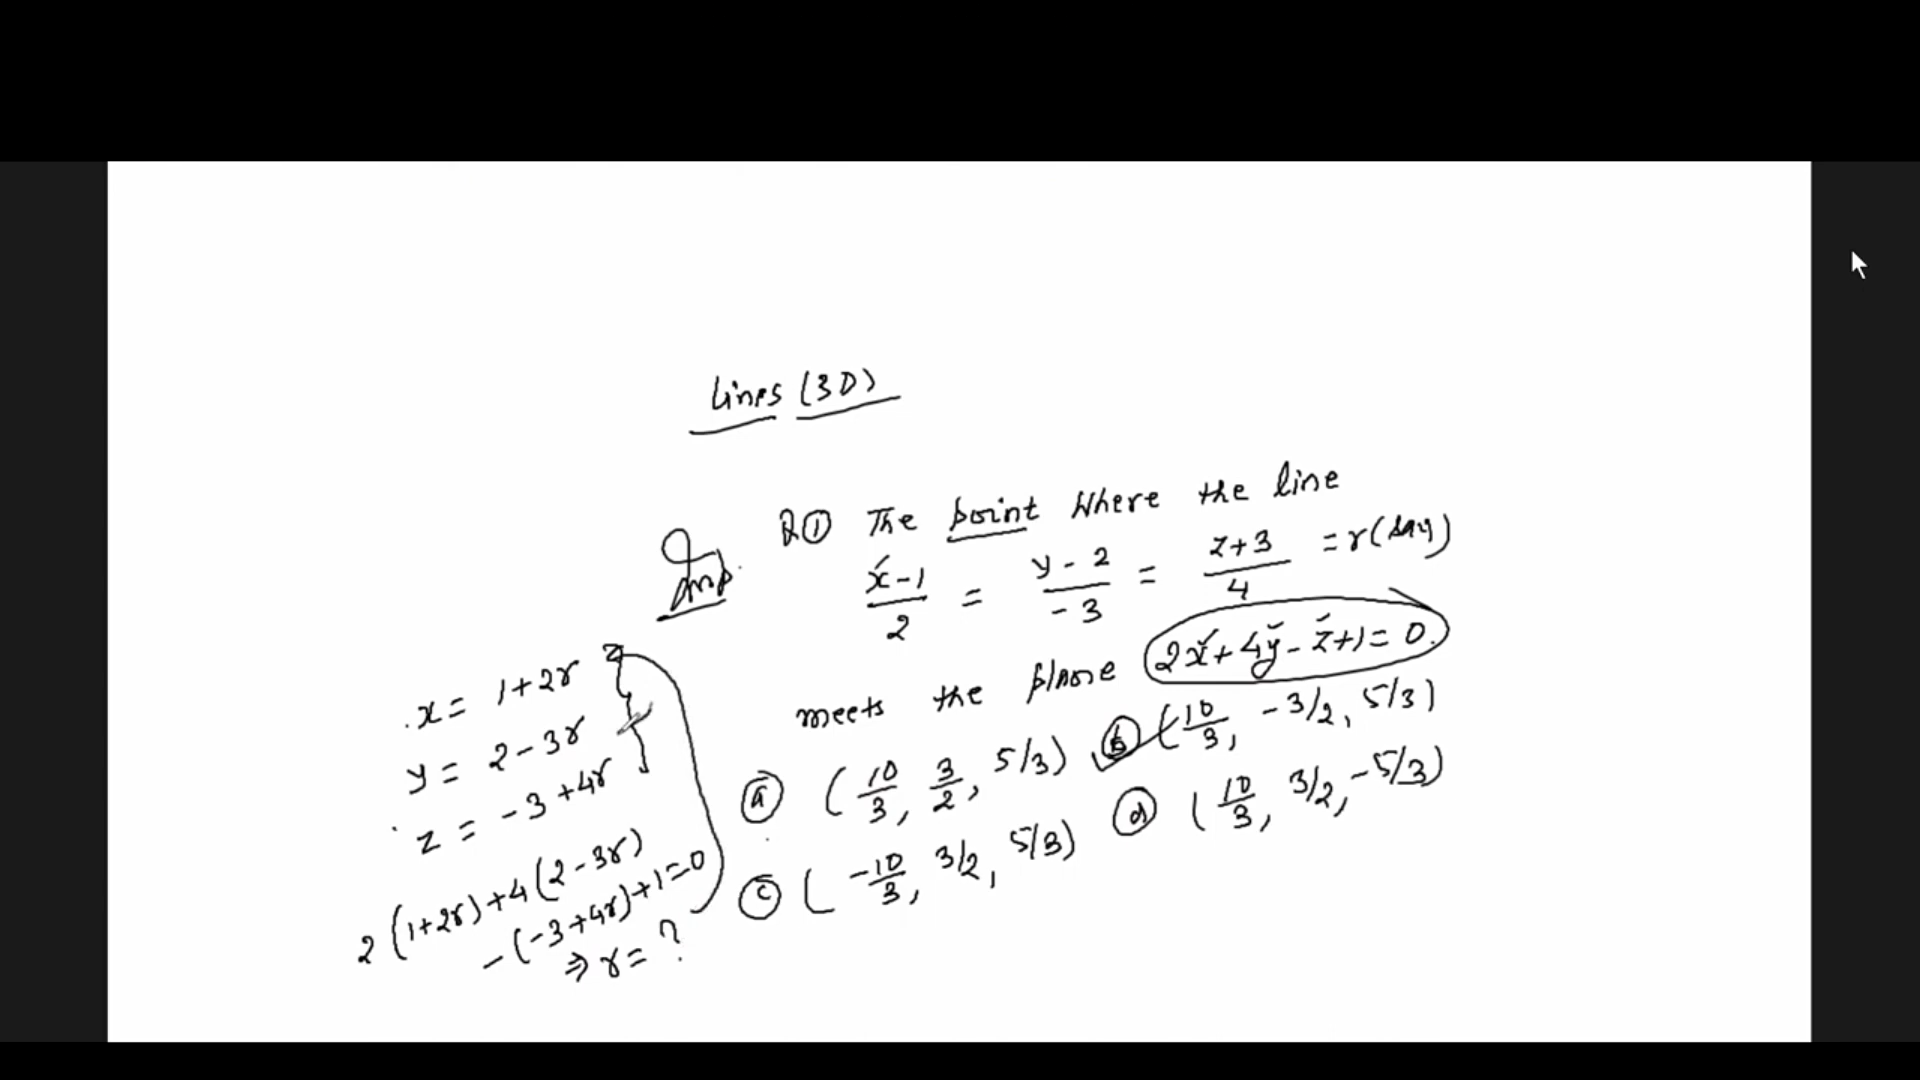 Lines (3D)
Q① The point where the line
Imp.
x-1/2 = y-2/-3 = z+3/4 = r(say)
meets the plane 2x+4y-z+1=0.
ⓐ (10/3, 3/2, 5/3) ⓑ (10/3, -3/2, 5/3)
ⓒ (-10/3, 3/2, 5/3) ⓓ (10/3, 3/2, -5/3)
x = 1+2r
y = 2-3r
z = -3+4r
2(1+2r)+4(2-3r)
-(-3+4r)+1=0
⇒ r = ?